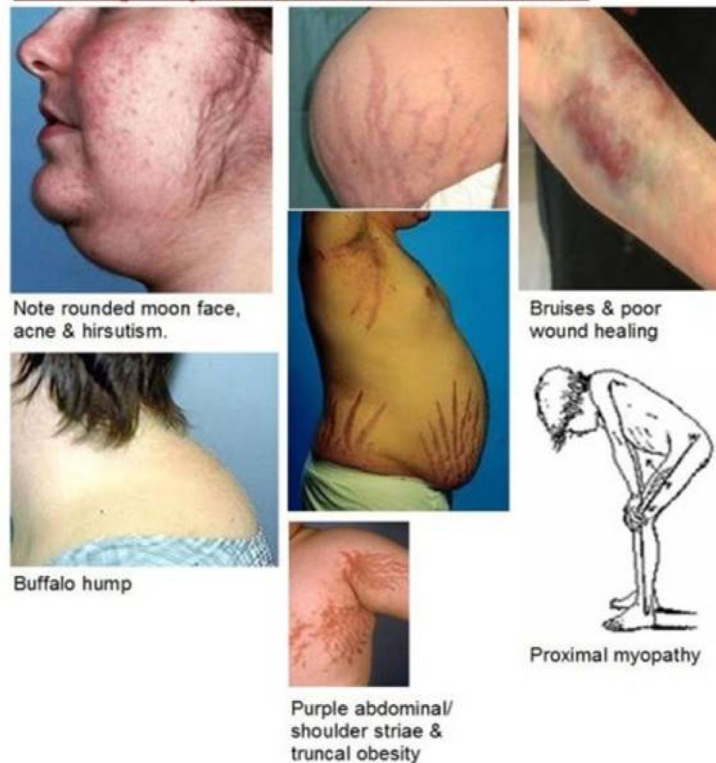 Note rounded moon face,
acne & hirsutism.
Bruises & poor
wound healing
Buffalo hump
Proximal myopathy
Purple abdominal/
shoulder striae &
truncal obesity